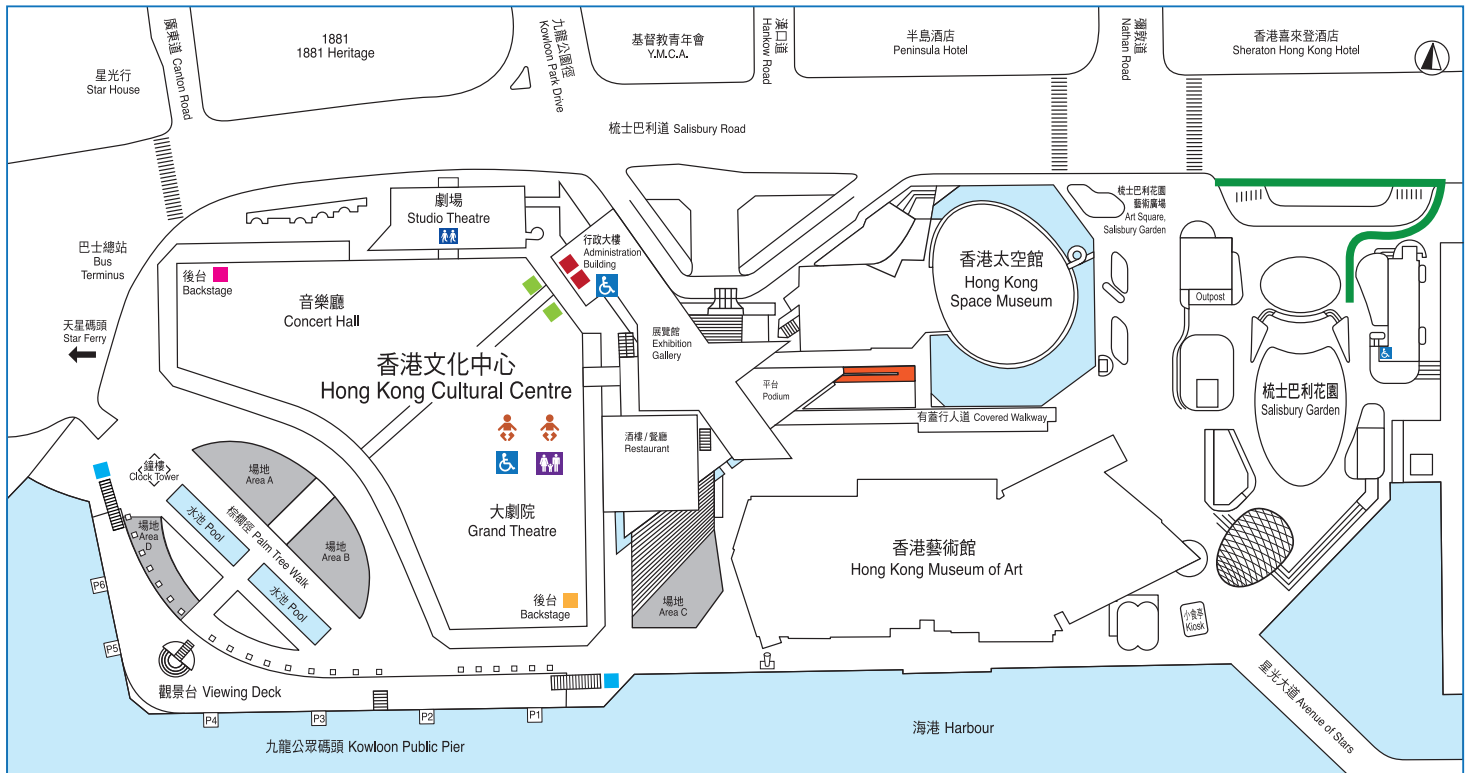 廣東道 Canton Road
1881
1881 Heritage
九龍公園徑
Kowloon Park Drive
基督教青年會
Y.M.C.A.
漢口道
Hankow Road
半島酒店
Peninsula Hotel
彌敦道
Nathan Road
香港喜來登酒店
Sheraton Hong Kong Hotel
星光行
Star House
梳士巴利道 Salisbury Road
劇場
Studio Theatre
行政大樓
Administration
Building
梳士巴利花園
藝術廣場
Art Square,
Salisbury Garden
巴士總站
Bus
Terminus
後台
Backstage
音樂廳
Concert Hall
香港太空館
Hong Kong
Space Museum
Outpost
天星碼頭
Star Ferry
展覽館
Exhibition
Gallery
香港文化中心
Hong Kong Cultural Centre
平台
Podium
梳士巴利花園
Salisbury Garden
有蓋行人道 Covered Walkway
酒樓/餐廳
Restaurant
鐘樓
Clock Tower
場地
Area A
水池 Pool
棕櫚徑 Palm Tree Walk
場地
Area B
場地
Area
D
水池 Pool
大劇院
Grand Theatre
香港藝術館
Hong Kong Museum of Art
後台
Backstage
場地
Area C
小食亭
Kiosk
P6
P5
觀景台 Viewing Deck
P4
P3
P2
P1
九龍公眾碼頭 Kowloon Public Pier
海港 Harbour
星光大道 Avenue of Stars